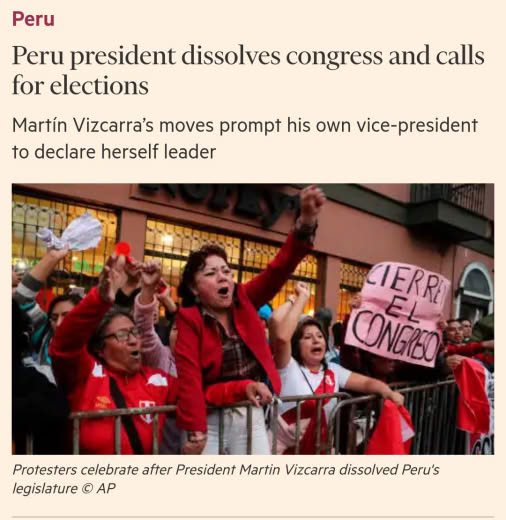 Peru
Peru president dissolves congress and calls
for elections
Martín Vizcarra's moves prompt his own vice-president
to declare herself leader
CIERRE
EL
CONGRESO
Protesters celebrate after President Martin Vizcarra dissolved Peru's
legislature © AP